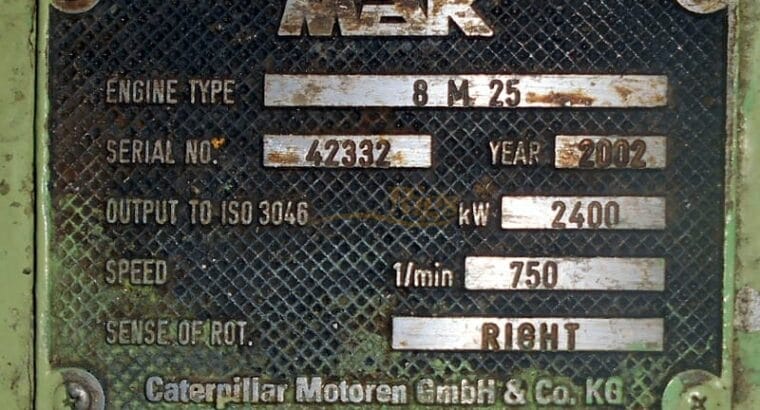 MaK
ENGINE TYPE 8 M 25
SERIAL NO. 42332 YEAR 2002
OUTPUT TO ISO 3046 kW 2400
SPEED 1/min 750
SENSE OF ROT. RIGHT
Caterpillar Motoren GmbH & Co. KG